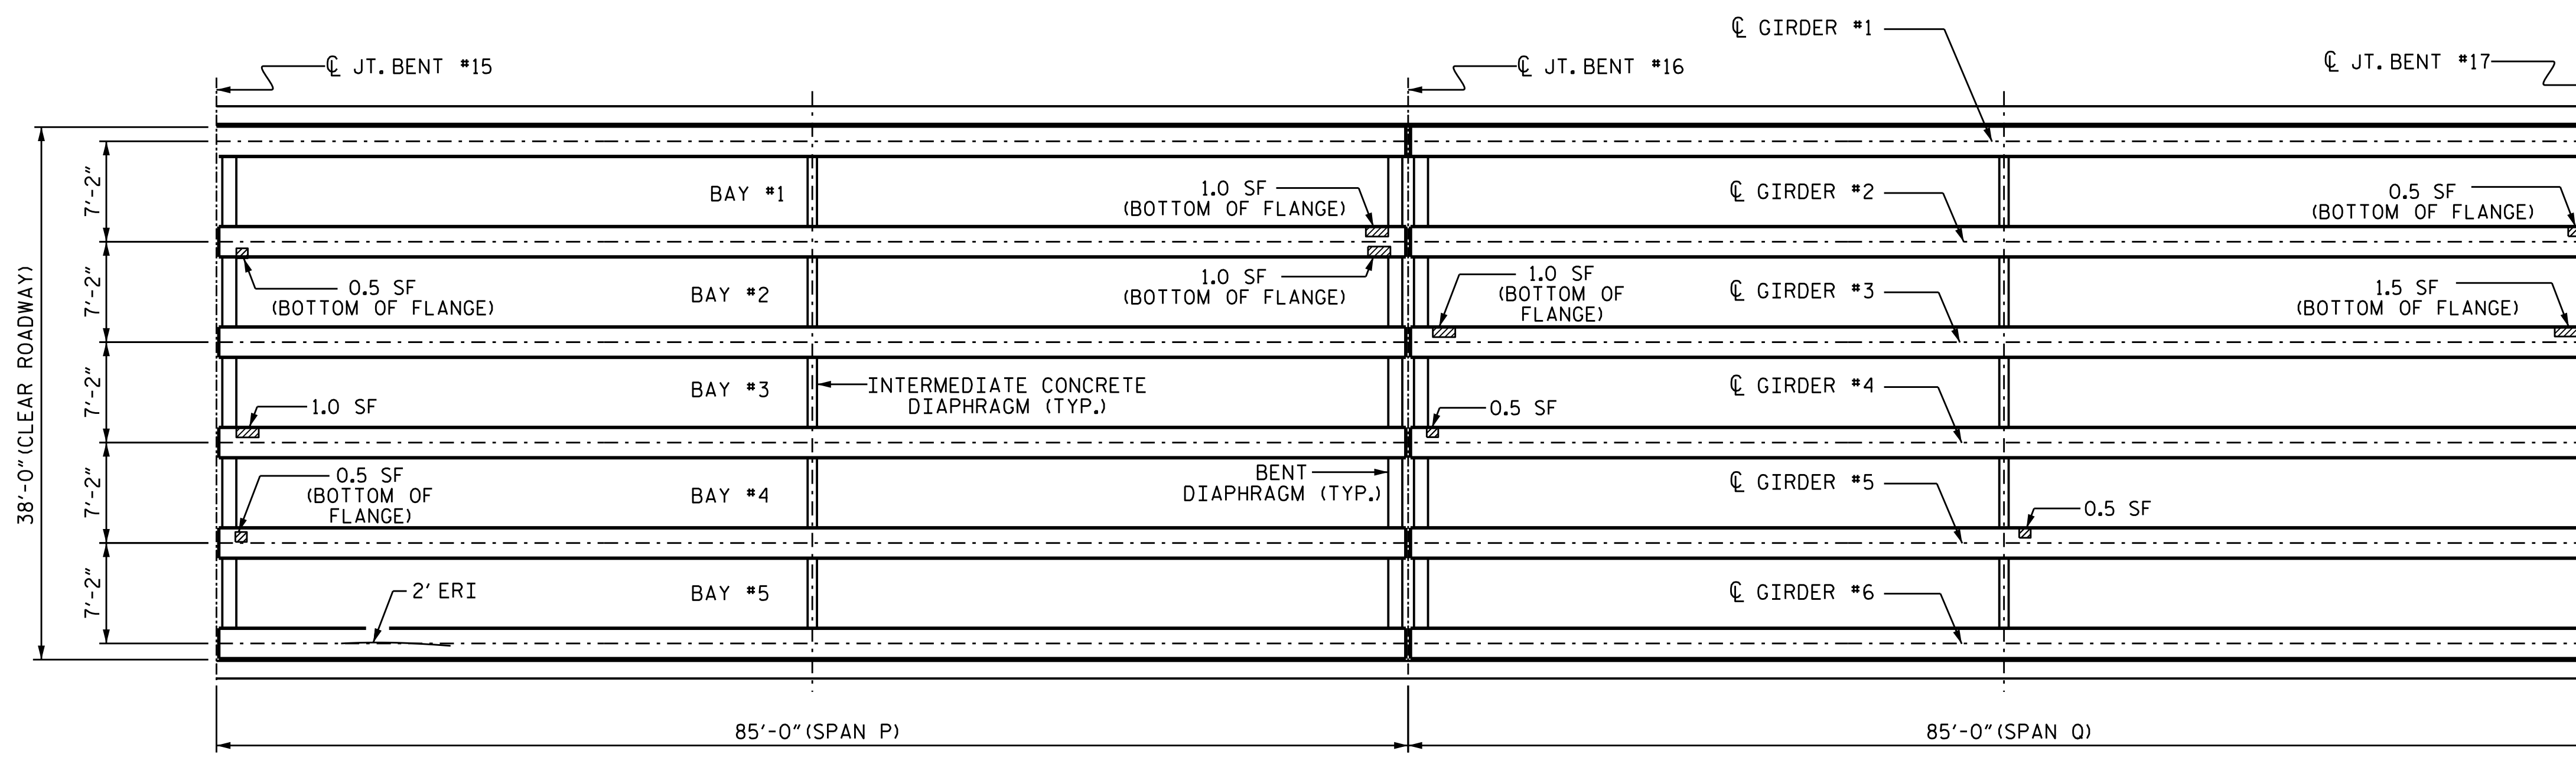 ℄ GIRDER #1
℄ JT. BENT #15
℄ JT. BENT #16
℄ JT. BENT #17
38'-0" (CLEAR ROADWAY)
7'-2"
7'-2"
7'-2"
7'-2"
7'-2"
BAY #1
1.0 SF
(BOTTOM OF FLANGE)
℄ GIRDER #2
0.5 SF
(BOTTOM OF FLANGE)
0.5 SF
(BOTTOM OF FLANGE)
BAY #2
1.0 SF
(BOTTOM OF FLANGE)
1.0 SF
(BOTTOM OF
FLANGE)
℄ GIRDER #3
1.5 SF
(BOTTOM OF FLANGE)
1.0 SF
BAY #3
INTERMEDIATE CONCRETE
DIAPHRAGM (TYP.)
0.5 SF
℄ GIRDER #4
0.5 SF
(BOTTOM OF
FLANGE)
BAY #4
BENT
DIAPHRAGM (TYP.)
℄ GIRDER #5
0.5 SF
2' ERI
BAY #5
℄ GIRDER #6
85'-0" (SPAN P)
85'-0" (SPAN Q)